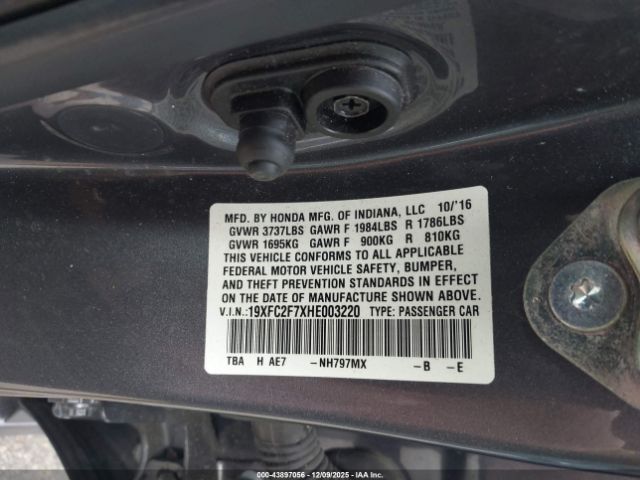 MFD. BY HONDA MFG. OF INDIANA, LLC 10/'16
GVWR 3737LBS GAWR F 1984LBS R 1786LBS
GVWR 1695KG GAWR F 900KG R 810KG
THIS VEHICLE CONFORMS TO ALL APPLICABLE
FEDERAL MOTOR VEHICLE SAFETY, BUMPER,
AND THEFT PREVENTION STANDARDS IN EFFECT
ON THE DATE OF MANUFACTURE SHOWN ABOVE.
V.I.N.:19XFC2F7XHE003220 TYPE: PASSENGER CAR
TBA H AE7 -NH797MX -B -E
000-43897056 - 12/09/2025 - IAA Inc.